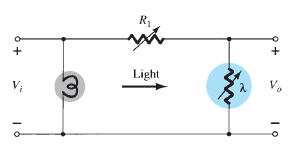 R1
+ +
Vi Light λ Vo
− −